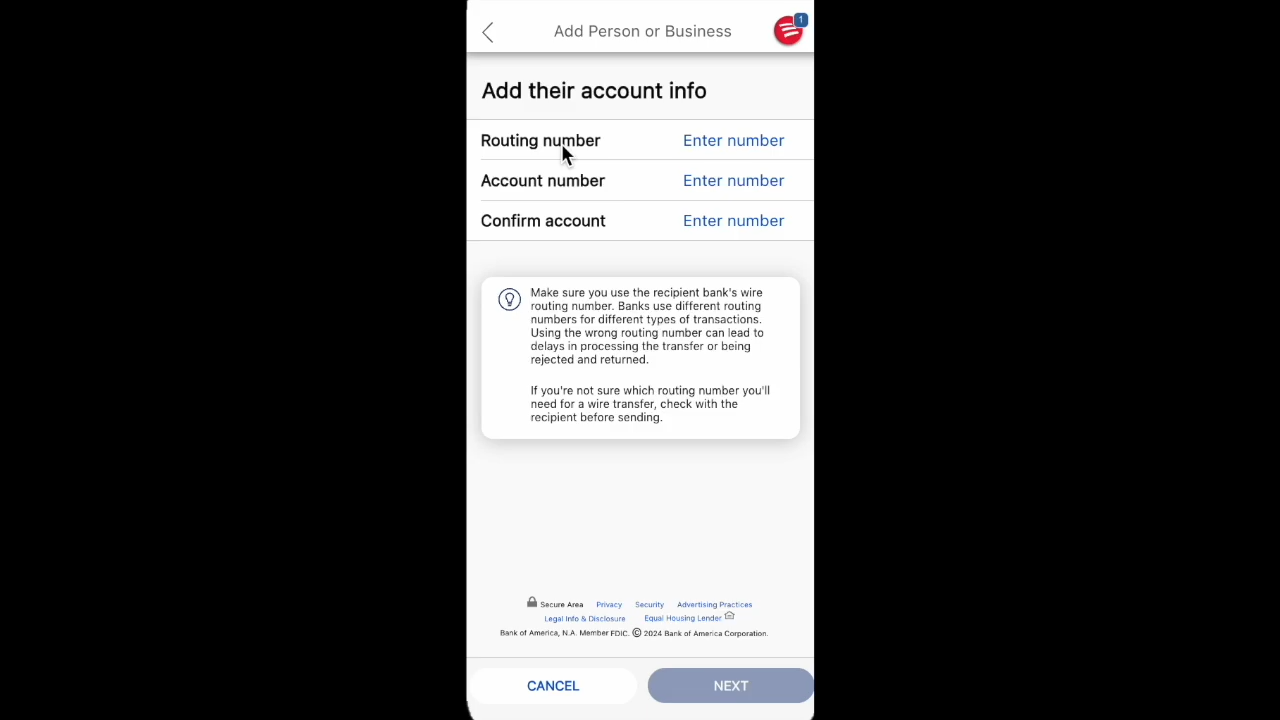 Add Person or Business
1
Add their account info
Routing number Enter number
Account number Enter number
Confirm account Enter number
Make sure you use the recipient bank's wire
routing number. Banks use different routing
numbers for different types of transactions.
Using the wrong routing number can lead to
delays in processing the transfer or being
rejected and returned.
If you're not sure which routing number you'll
need for a wire transfer, check with the
recipient before sending.
Secure Area Privacy Security Advertising Practices
Legal Info & Disclosure Equal Housing Lender
Bank of America, N.A. Member FDIC. © 2024 Bank of America Corporation.
CANCEL NEXT